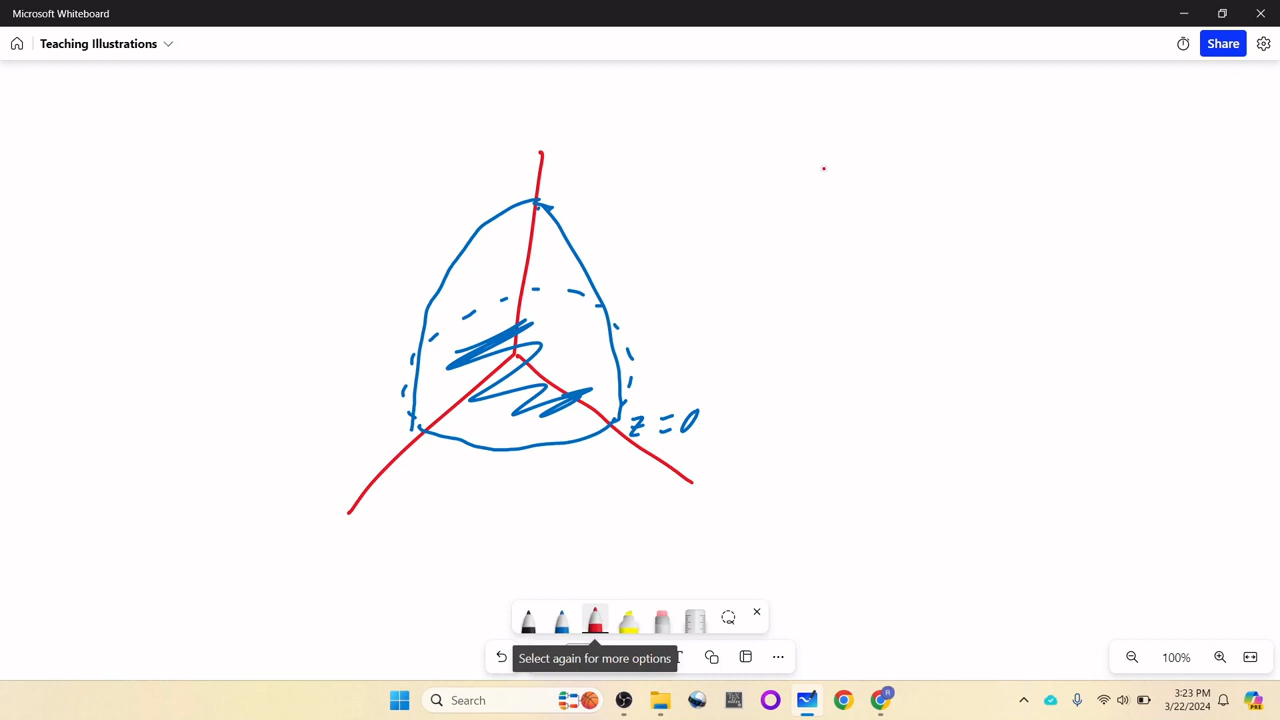 Microsoft Whiteboard
Teaching Illustrations
Share
z = 0
Select again for more options
100%
Search
3:23 PM
3/22/2024
PRE